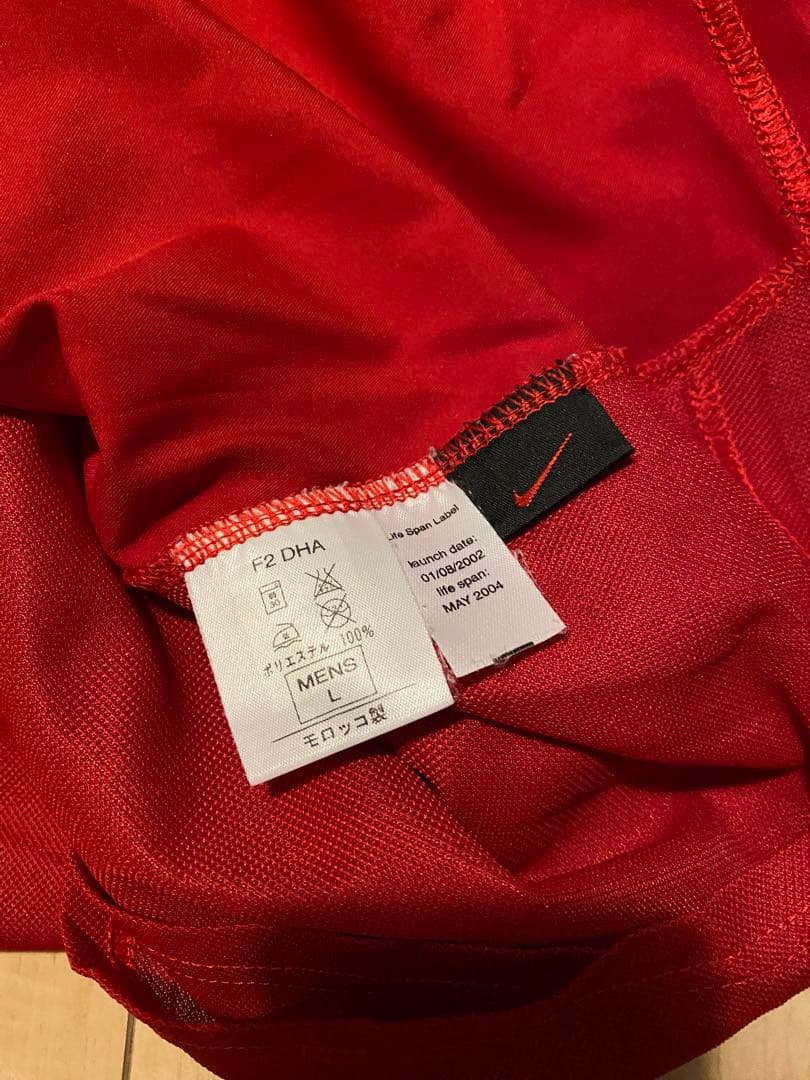 F2 DHA
ポリエステル 100%
MENS
L
モロッコ製
Life Span Label
launch date:
01/08/2002
life span:
MAY 2004